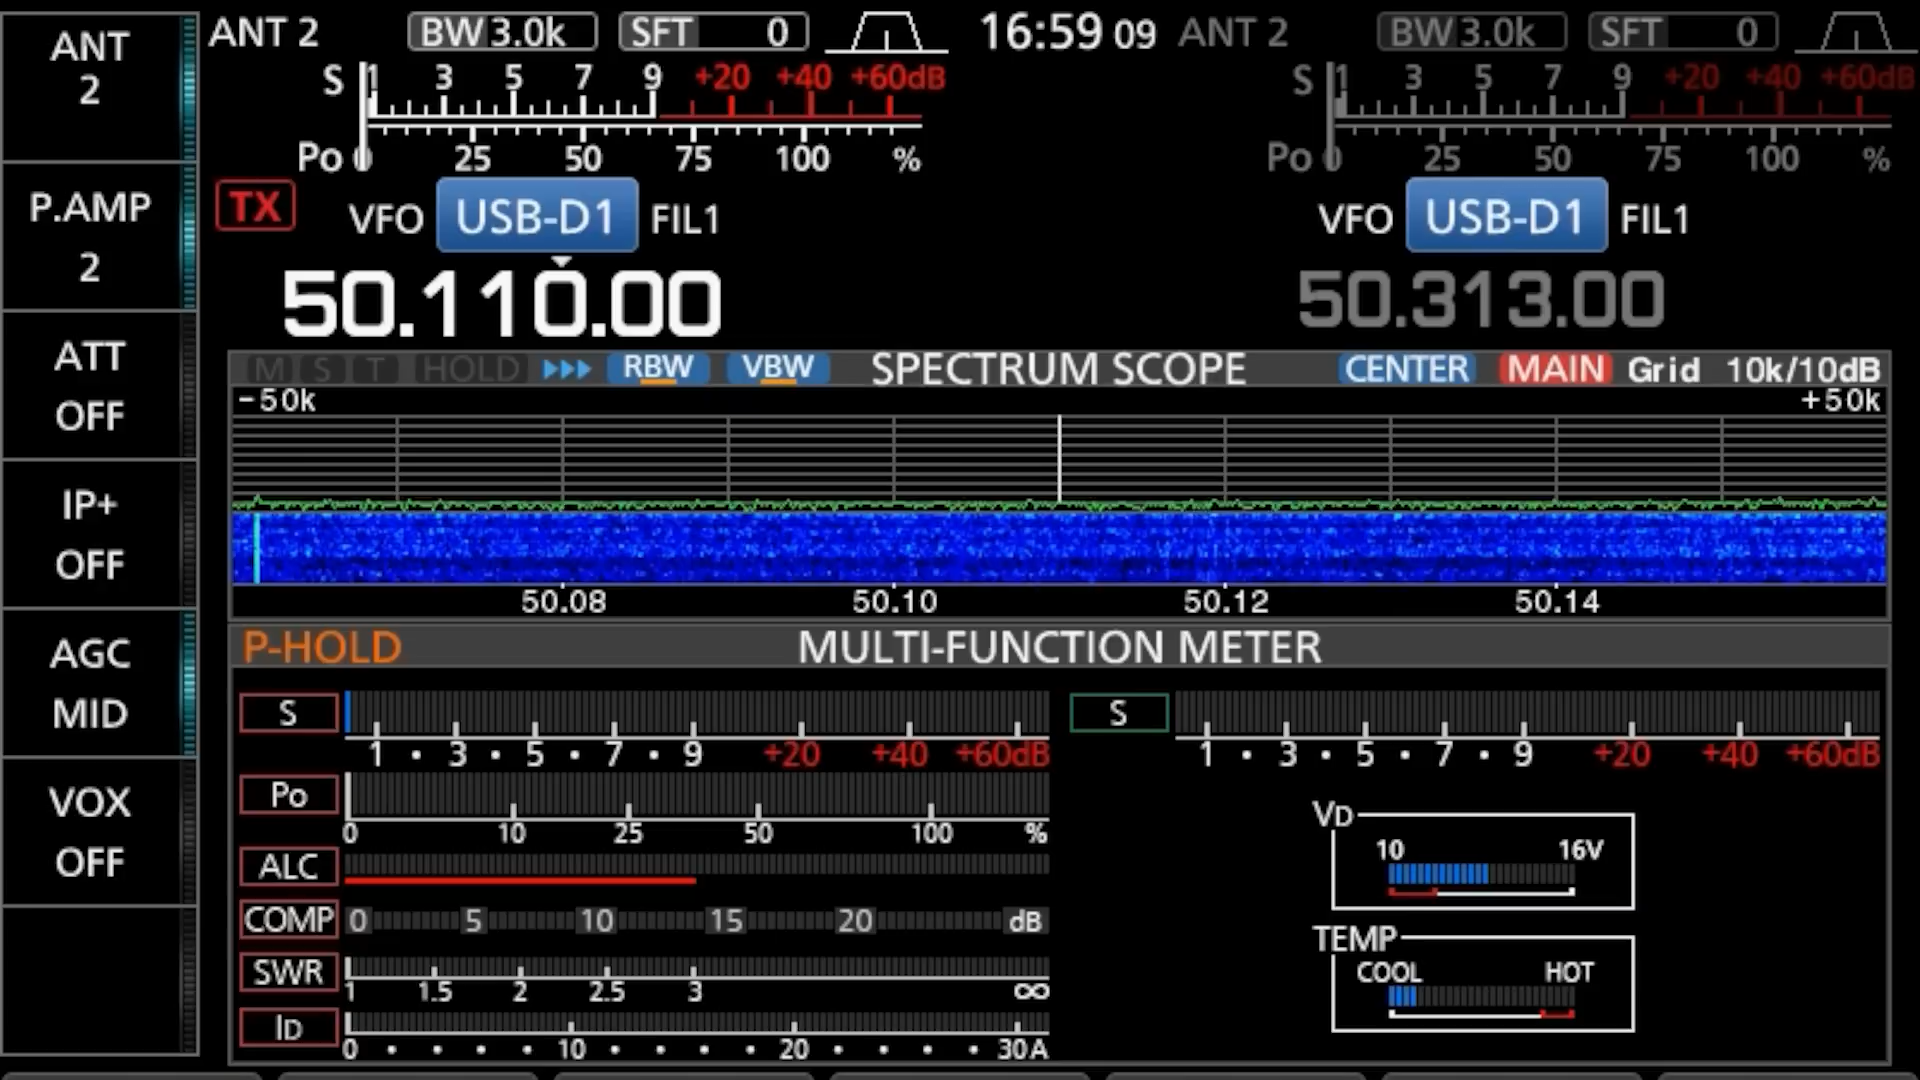 ANT
2
P.AMP
2
ATT
OFF
IP+
OFF
AGC
MID
VOX
OFF
ANT 2 BW 3.0k SFT 0 16:59 09 ANT 2 BW 3.0k SFT 0
S 1 3 5 7 9 +20 +40 +60dB S 1 3 5 7 9 +20 +40 +60dB
Po 0 25 50 75 100 % Po 0 25 50 75 100 %
TX VFO USB-D1 FIL1 VFO USB-D1 FIL1
50.110.00 50.313.00
M S T HOLD RBW VBW SPECTRUM SCOPE CENTER MAIN Grid 10k/10dB
-50k +50k
50.08 50.10 50.12 50.14
P-HOLD MULTI-FUNCTION METER
S S
1 · 3 · 5 · 7 · 9 +20 +40 +60dB 1 · 3 · 5 · 7 · 9 +20 +40 +60dB
Po
0 10 25 50 100 %
ALC
COMP 0 5 10 15 20 dB
SWR
1 1.5 2 2.5 3 ∞
ID
0 · · · · 10 · · · · 20 · · · · 30A
VD
10 16V
TEMP
COOL HOT